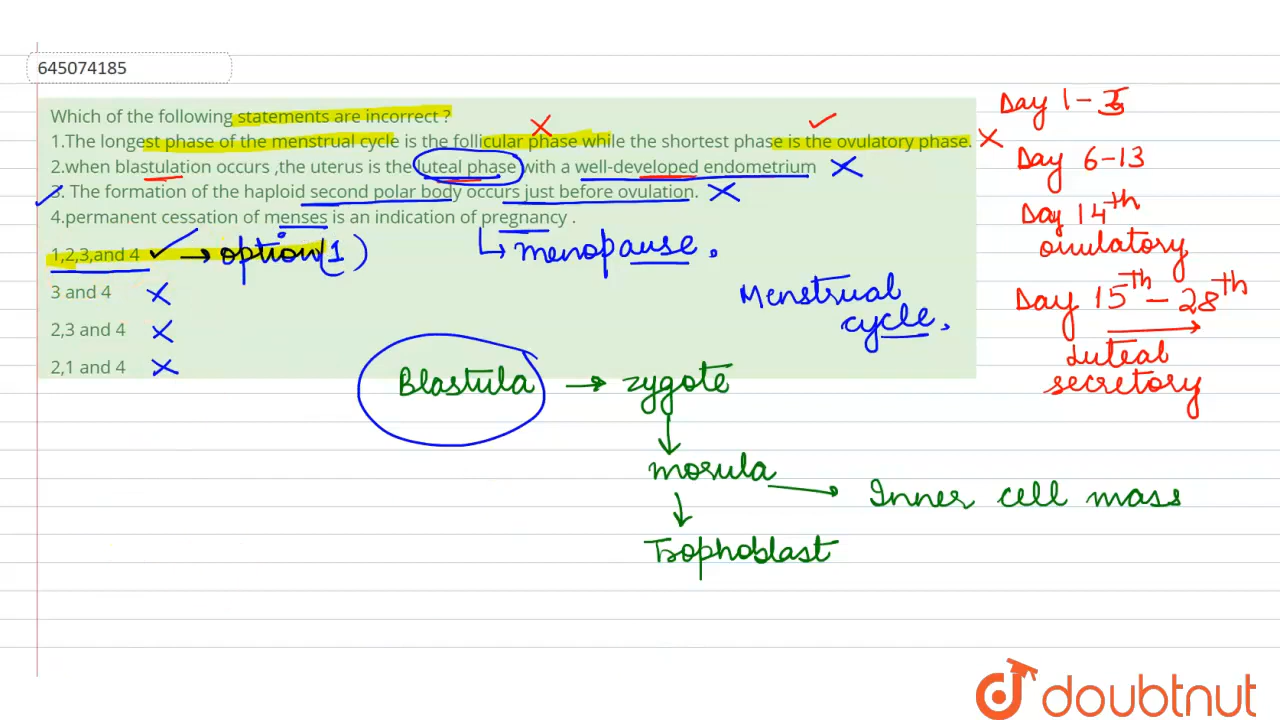 645074185
Which of the following statements are incorrect ?
1.The longest phase of the menstrual cycle is the follicular phase while the shortest phase is the ovulatory phase.
2.when blastulation occurs ,the uterus is the luteal phase with a well-developed endometrium
3. The formation of the haploid second polar body occurs just before ovulation.
4.permanent cessation of menses is an indication of pregnancy .
1,2,3,and 4 → option (1)
menopause.
3 and 4
2,3 and 4
2,1 and 4
Menstrual
cycle.
Day 1-5
Day 6-13
Day 14th
ovulatory
Day 15th - 28th
Luteal
secretory
Blastula → zygote
morula → Inner cell mass
Trophoblast
doubtnut